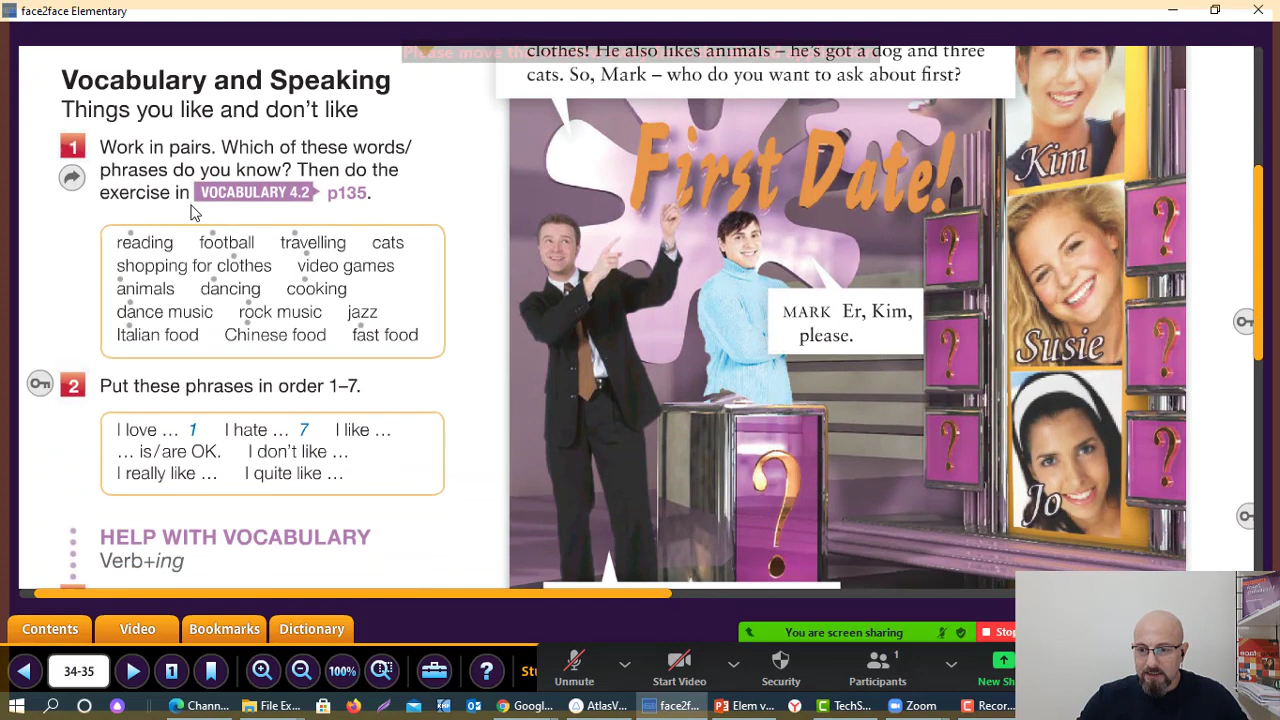 face2face Elementary
Vocabulary and Speaking
Things you like and don't like
1 Work in pairs. Which of these words/
phrases do you know? Then do the
exercise in VOCABULARY 4.2 p135.
reading football travelling cats
shopping for clothes video games
animals dancing cooking
dance music rock music jazz
Italian food Chinese food fast food
2 Put these phrases in order 1–7.
I love … 1 I hate … 7 I like …
… is/are OK. I don't like …
I really like … I quite like …
HELP WITH VOCABULARY
Verb+ing
Please move
clothes! He also likes animals – he's got a dog and three
cats. So, Mark – who do you want to ask about first?
First Date!
MARK Er, Kim,
please.
Kim
Susie
Jo
? ? ? ? ? ? ?
Contents Video Bookmarks Dictionary
You are screen sharing Stop
34-35 1 100% ? Stu
Unmute Start Video Security Participants 1 New Sh
Chann... File Ex... Google... AtlasV... face2f... Elem v... TechS... Zoom Recor...